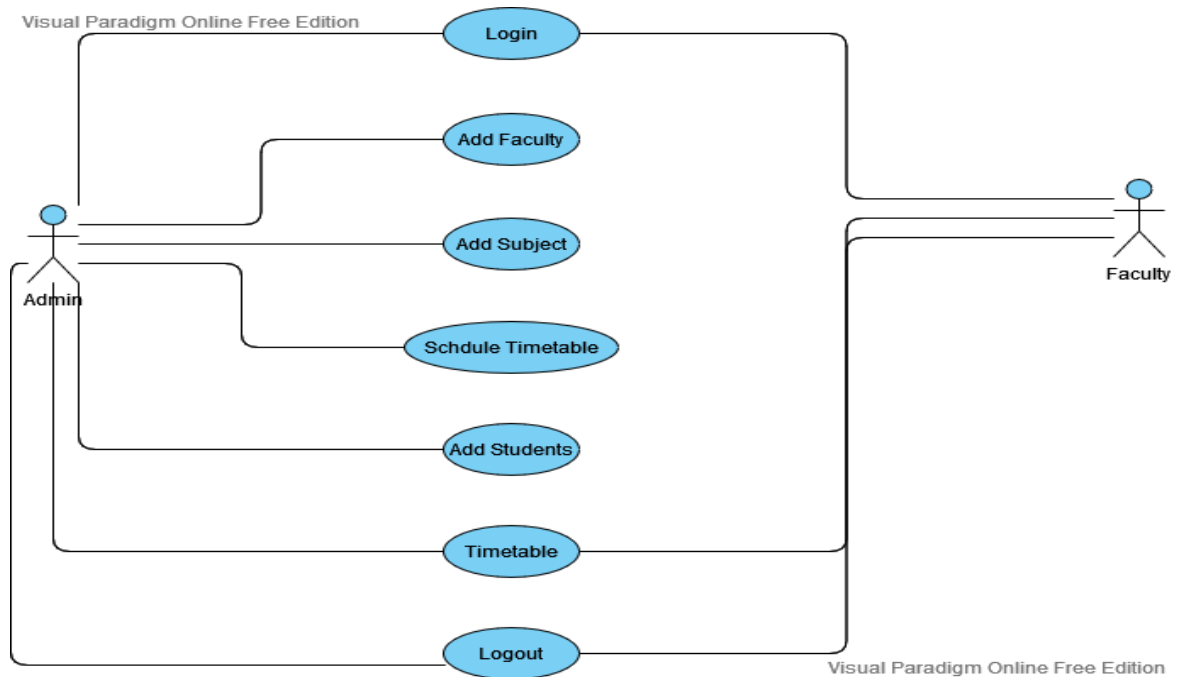 Visual Paradigm Online Free Edition
Login
Add Faculty
Add Subject
Admin
Faculty
Schdule Timetable
Add Students
Timetable
Logout
Visual Paradigm Online Free Edition